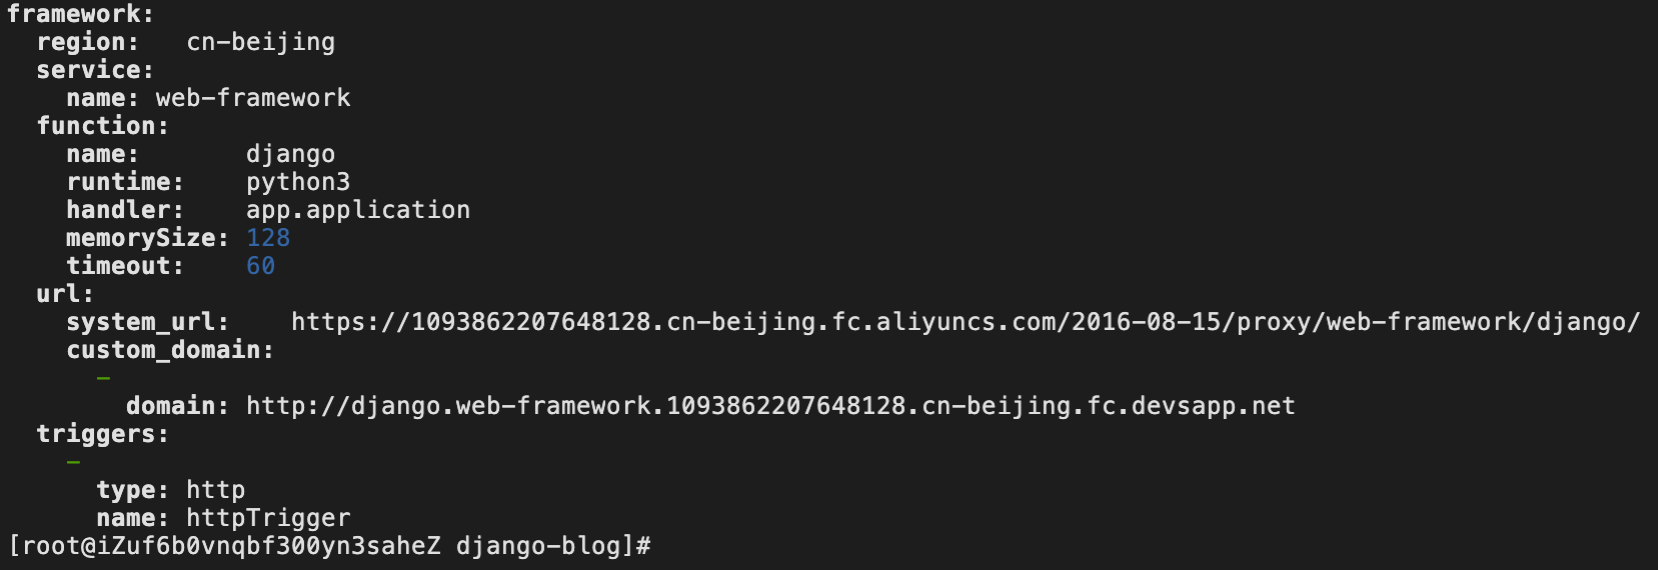 framework:
  region:   cn-beijing
  service:
    name: web-framework
  function:
    name:       django
    runtime:    python3
    handler:    app.application
    memorySize: 128
    timeout:    60
  url:
    system_url:    https://1093862207648128.cn-beijing.fc.aliyuncs.com/2016-08-15/proxy/web-framework/django/
    custom_domain:
      -
        domain: http://django.web-framework.1093862207648128.cn-beijing.fc.devsapp.net
  triggers:
    -
      type: http
      name: httpTrigger
[root@iZuf6b0vnqbf300yn3saheZ django-blog]#